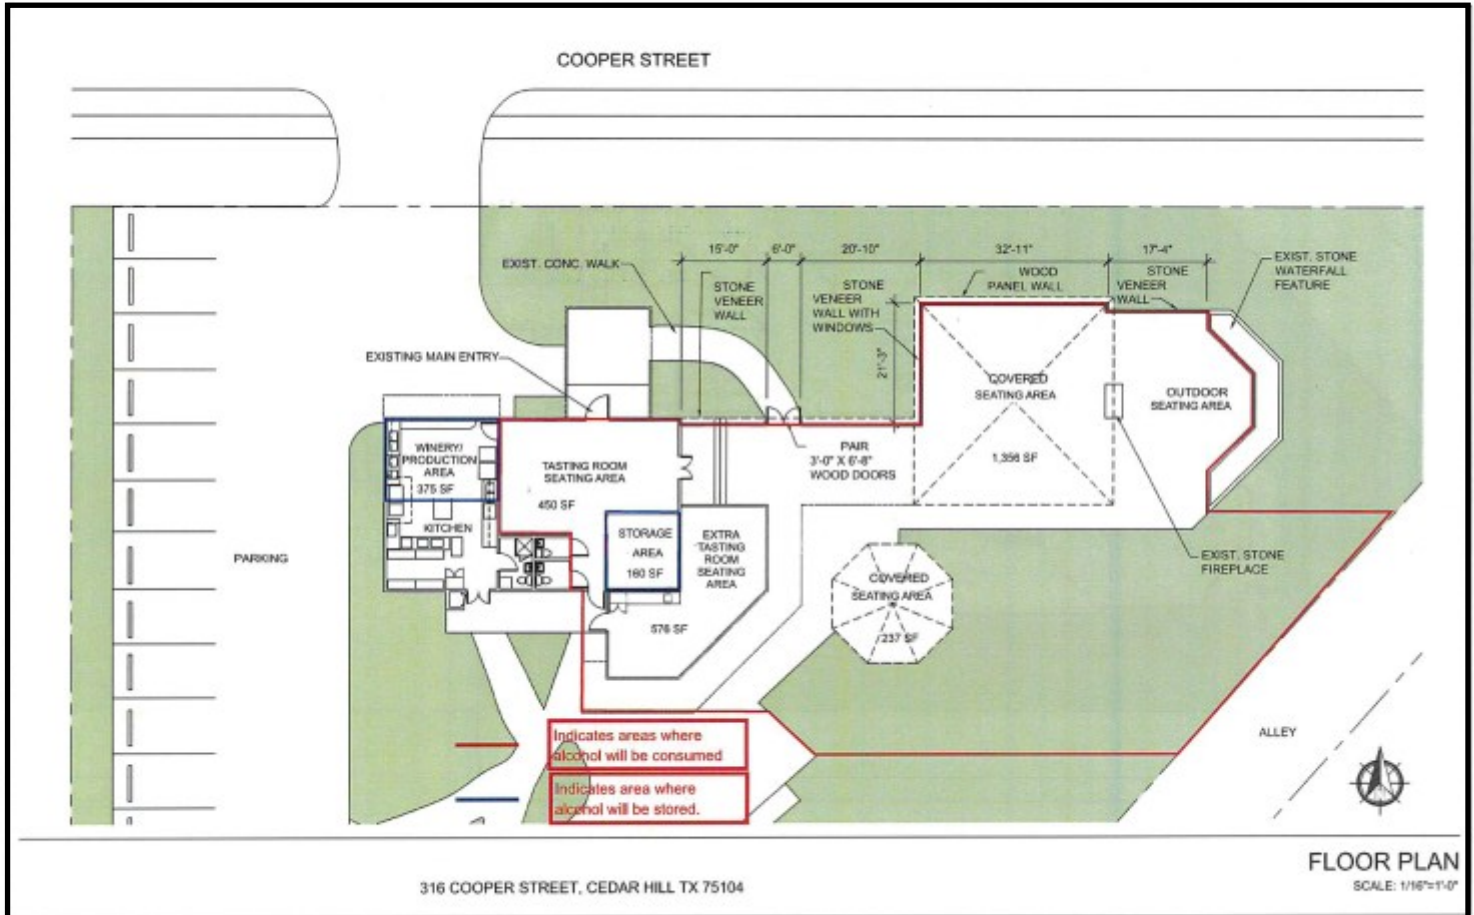 COOPER STREET
15'-0"
6'-0"
20'-10"
32'-11"
17'-4"
EXIST. CONC. WALK
STONE
VENEER
WALL
STONE
VENEER
WALL WITH
WINDOWS
WOOD
PANEL WALL
STONE
VENEER
WALL
EXIST. STONE
WATERFALL
FEATURE
EXISTING MAIN ENTRY
21'-3"
COVERED
SEATING AREA
1,356 SF
OUTDOOR
SEATING AREA
WINERY/
PRODUCTION
AREA
375 SF
TASTING ROOM
SEATING AREA
450 SF
PAIR
3'-0" X 6'-8"
WOOD DOORS
KITCHEN
STORAGE
AREA
160 SF
EXTRA
TASTING
ROOM
SEATING
AREA
576 SF
PARKING
COVERED
SEATING AREA
237 SF
EXIST. STONE
FIREPLACE
ALLEY
Indicates areas where
alcohol will be consumed
Indicates area where
alcohol will be stored.
FLOOR PLAN
SCALE: 1/16"=1'-0"
316 COOPER STREET, CEDAR HILL TX 75104